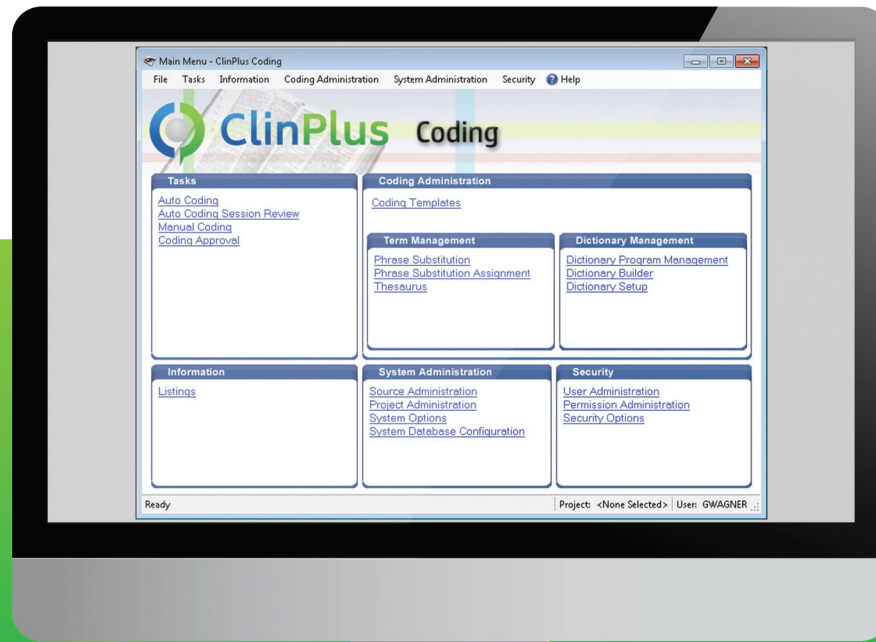 Main Menu - ClinPlus Coding
File Tasks Information Coding Administration System Administration Security Help
ClinPlus Coding
Tasks
Auto Coding
Auto Coding Session Review
Manual Coding
Coding Approval
Coding Administration
Coding Templates
Term Management
Phrase Substitution
Phrase Substitution Assignment
Thesaurus
Dictionary Management
Dictionary Program Management
Dictionary Builder
Dictionary Setup
Information
Listings
System Administration
Source Administration
Project Administration
System Options
System Database Configuration
Security
User Administration
Permission Administration
Security Options
Ready Project: <None Selected> User: GWAGNER